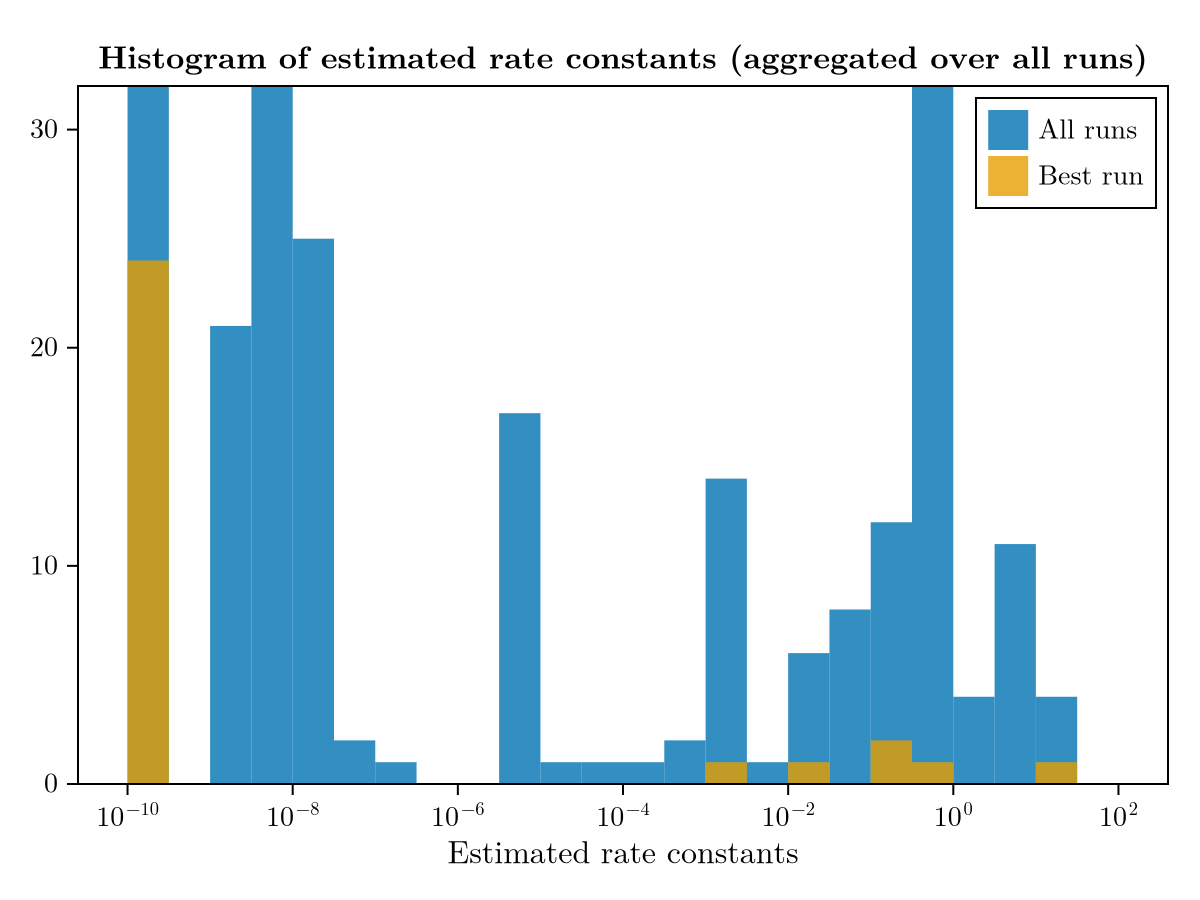 Histogram of estimated rate constants (aggregated over all runs)
All runs
Best run
30
20
10
0
10⁻¹⁰ 10⁻⁸ 10⁻⁶ 10⁻⁴ 10⁻² 10⁰ 10²
Estimated rate constants